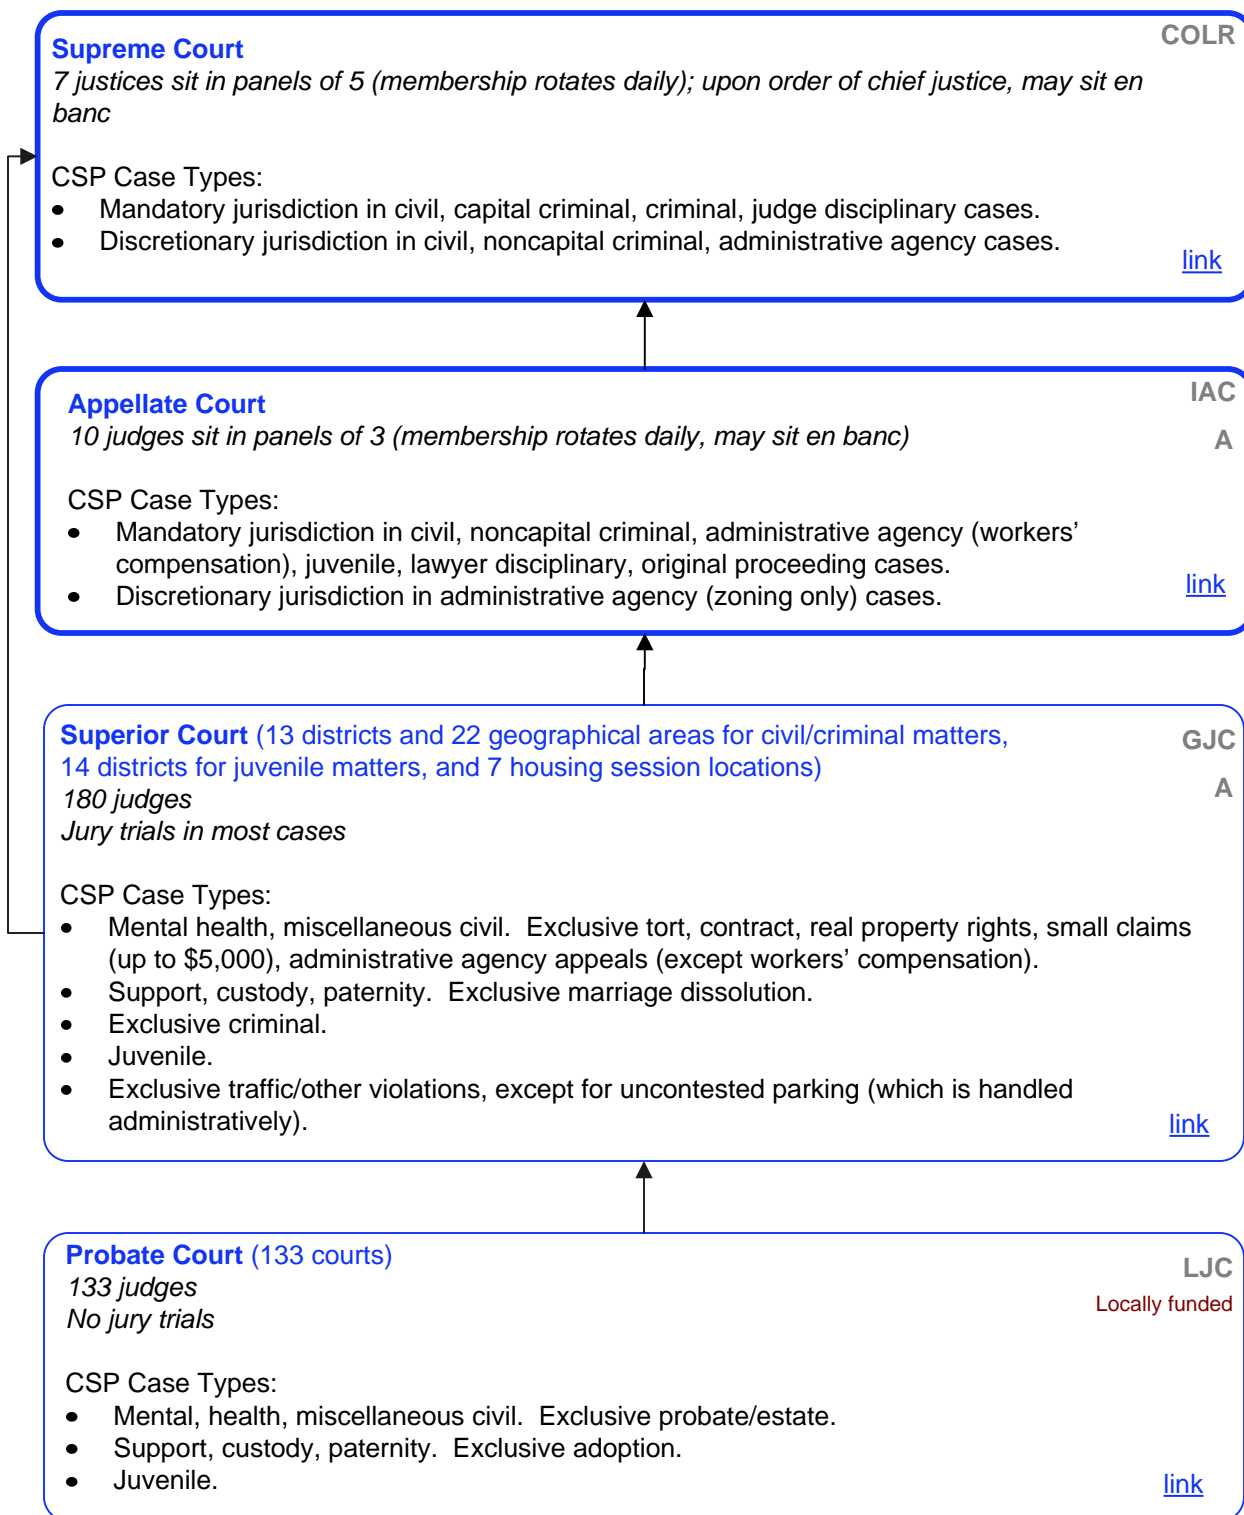 COLR
Supreme Court
7 justices sit in panels of 5 (membership rotates daily); upon order of chief justice, may sit en
banc
CSP Case Types:
• Mandatory jurisdiction in civil, capital criminal, criminal, judge disciplinary cases.
• Discretionary jurisdiction in civil, noncapital criminal, administrative agency cases.
link
IAC
Appellate Court
10 judges sit in panels of 3 (membership rotates daily, may sit en banc)
A
CSP Case Types:
• Mandatory jurisdiction in civil, noncapital criminal, administrative agency (workers’
compensation), juvenile, lawyer disciplinary, original proceeding cases.
• Discretionary jurisdiction in administrative agency (zoning only) cases.
link
Superior Court (13 districts and 22 geographical areas for civil/criminal matters,
GJC
14 districts for juvenile matters, and 7 housing session locations)
A
180 judges
Jury trials in most cases
CSP Case Types:
• Mental health, miscellaneous civil.  Exclusive tort, contract, real property rights, small claims
(up to $5,000), administrative agency appeals (except workers’ compensation).
• Support, custody, paternity.  Exclusive marriage dissolution.
• Exclusive criminal.
• Juvenile.
• Exclusive traffic/other violations, except for uncontested parking (which is handled
administratively).
link
Probate Court (133 courts)
LJC
133 judges
Locally funded
No jury trials
CSP Case Types:
• Mental, health, miscellaneous civil.  Exclusive probate/estate.
• Support, custody, paternity.  Exclusive adoption.
• Juvenile.
link